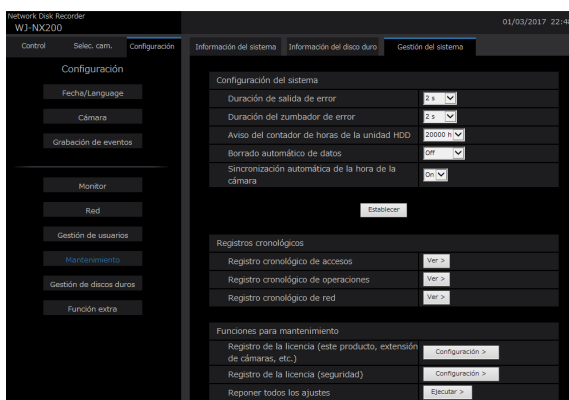 Network Disk Recorder
WJ-NX200
01/03/2017 22:48
Control
Selec. cam.
Configuración
Información del sistema
Información del disco duro
Gestión del sistema
Configuración
Fecha/Language
Cámara
Grabación de eventos
Monitor
Red
Gestión de usuarios
Mantenimiento
Gestión de discos duros
Función extra
Configuración del sistema
Duración de salida de error
2 s
Duración del zumbador de error
2 s
Aviso del contador de horas de la unidad HDD
20000 h
Borrado automático de datos
Off
Sincronización automática de la hora de la
cámara
On
Establecer
Registros cronológicos
Registro cronológico de accesos
Ver >
Registro cronológico de operaciones
Ver >
Registro cronológico de red
Ver >
Funciones para mantenimiento
Registro de la licencia (este producto, extensión
de cámaras, etc.)
Configuración >
Registro de la licencia (seguridad)
Configuración >
Reponer todos los ajustes
Ejecutar >